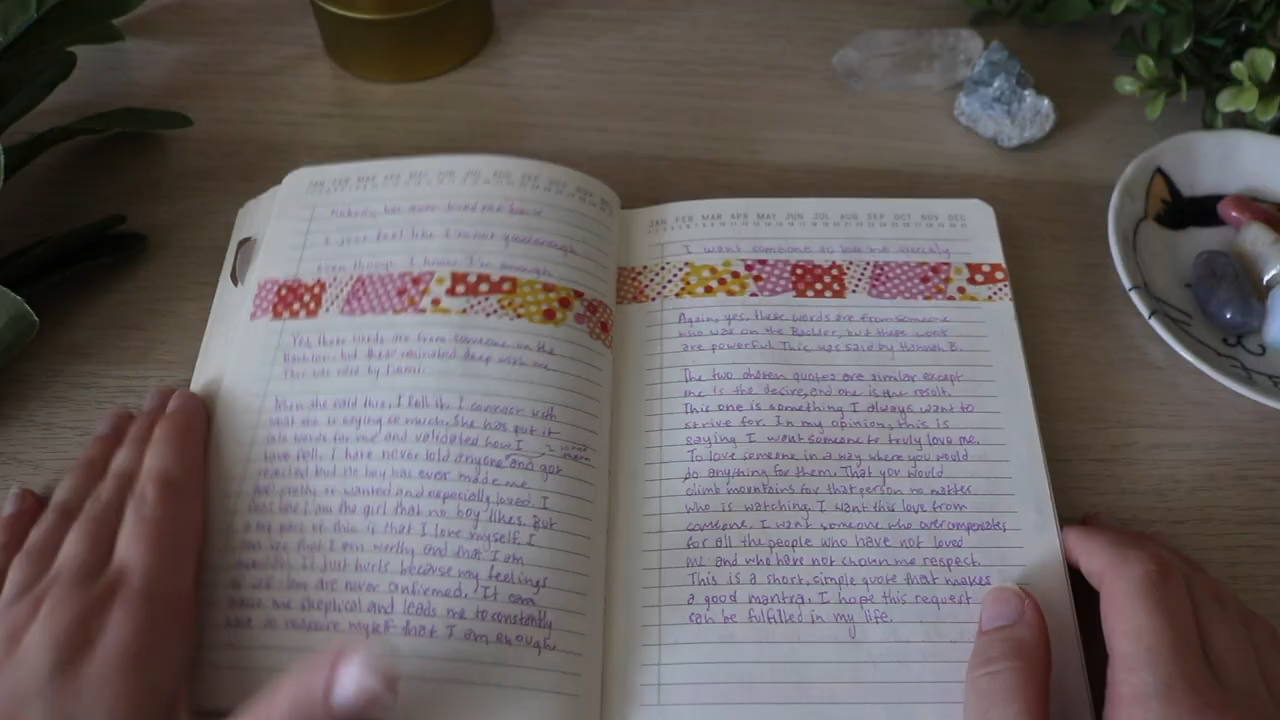 JAN FEB MAR APR MAY JUN JUL AUG SEP OCT NOV DEC
Nobody has ever
I just feel like I'm not good enough
even though I know I'm enough
Yes these words are from someone on the
but these resonated deep with me
This was said by
When she said this, I felt it. I connect with
what she is saying so much. She has put it
into words for me and validated how I
have felt. I have never told anyone and got
rejected but no boy has ever made me
feel pretty or wanted and especially loved. I
I am the girl that no boy likes. But
part of this is that I love myself. I
can see that I am worthy and that I am
It just hurts because my feelings
are never confirmed. It can
make me skeptical and leads me to constantly
reassure myself that I am enough.
JAN FEB MAR APR MAY JUN JUL AUG SEP OCT NOV DEC
I want someone to love me fiercely
Again, yes, these words are from someone
who was on the Bachler, but these words
are powerful. This was said by Hannah B.
The two chosen quotes are similar except
one is the desire, and one is the result.
This one is something I always want to
strive for. In my opinion, this is
saying I want someone to truly love me.
To love someone in a way where you would
do anything for them. That you would
climb mountains for that person no matter
who is watching. I want this love from
someone. I want someone who overcompensates
for all the people who have not loved
me and who have not shown me respect.
This is a short, simple quote that makes
a good mantra. I hope this request
can be fulfilled in my life.